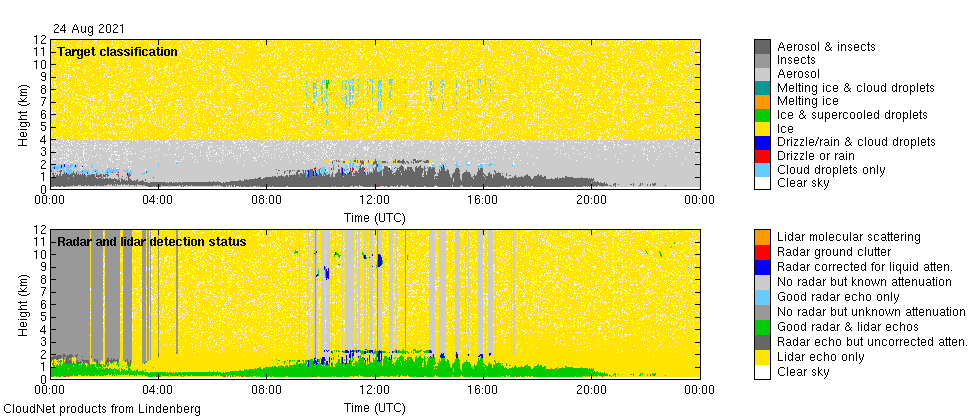 24 Aug 2021
Target classification
12
11
10
9
8
7
6
5
4
3
2
1
0
Height (km)
00:00 04:00 08:00 12:00 16:00 20:00 00:00
Time (UTC)
Aerosol & insects
Insects
Aerosol
Melting ice & cloud droplets
Melting ice
Ice & supercooled droplets
Ice
Drizzle/rain & cloud droplets
Drizzle or rain
Cloud droplets only
Clear sky
Radar and lidar detection status
12
11
10
9
8
7
6
5
4
3
2
1
0
Height (km)
00:00 04:00 08:00 12:00 16:00 20:00 00:00
Time (UTC)
Lidar molecular scattering
Radar ground clutter
Radar corrected for liquid atten.
No radar but known attenuation
Good radar echo only
No radar but unknown attenuation
Good radar & lidar echos
Radar echo but uncorrected atten.
Lidar echo only
Clear sky
CloudNet products from Lindenberg